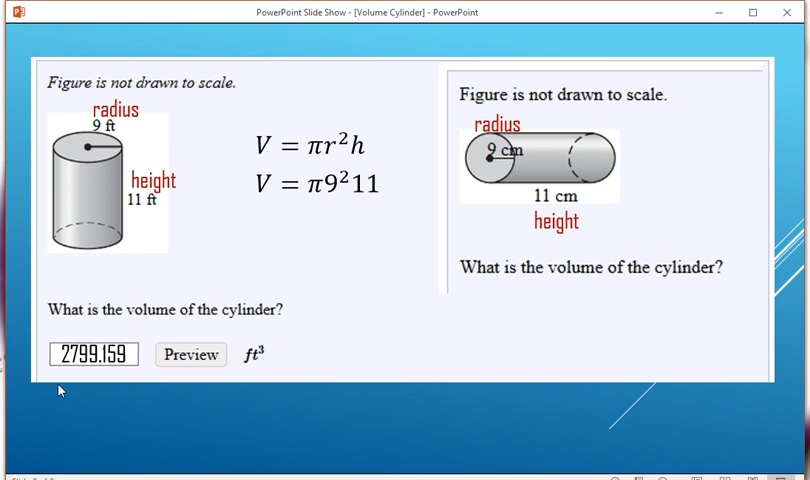 PowerPoint Slide Show - [Volume Cylinder] - PowerPoint
Figure is not drawn to scale.
radius
9 ft
height
11 ft
V = πr²h
V = π9²11
What is the volume of the cylinder?
2799.159
Preview
ft³
Figure is not drawn to scale.
radius
9 cm
11 cm
height
What is the volume of the cylinder?